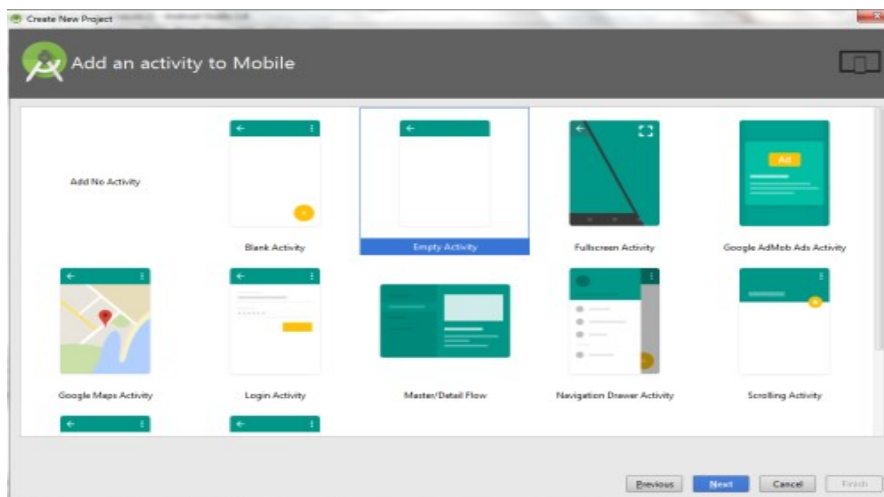 Create New Project
Add an activity to Mobile
Add No Activity
Blank Activity
Empty Activity
Fullscreen Activity
Ad
Google AdMob Ads Activity
Google Maps Activity
Login Activity
Master/Detail Flow
Navigation Drawer Activity
Scrolling Activity
Previous
Next
Cancel
Finish